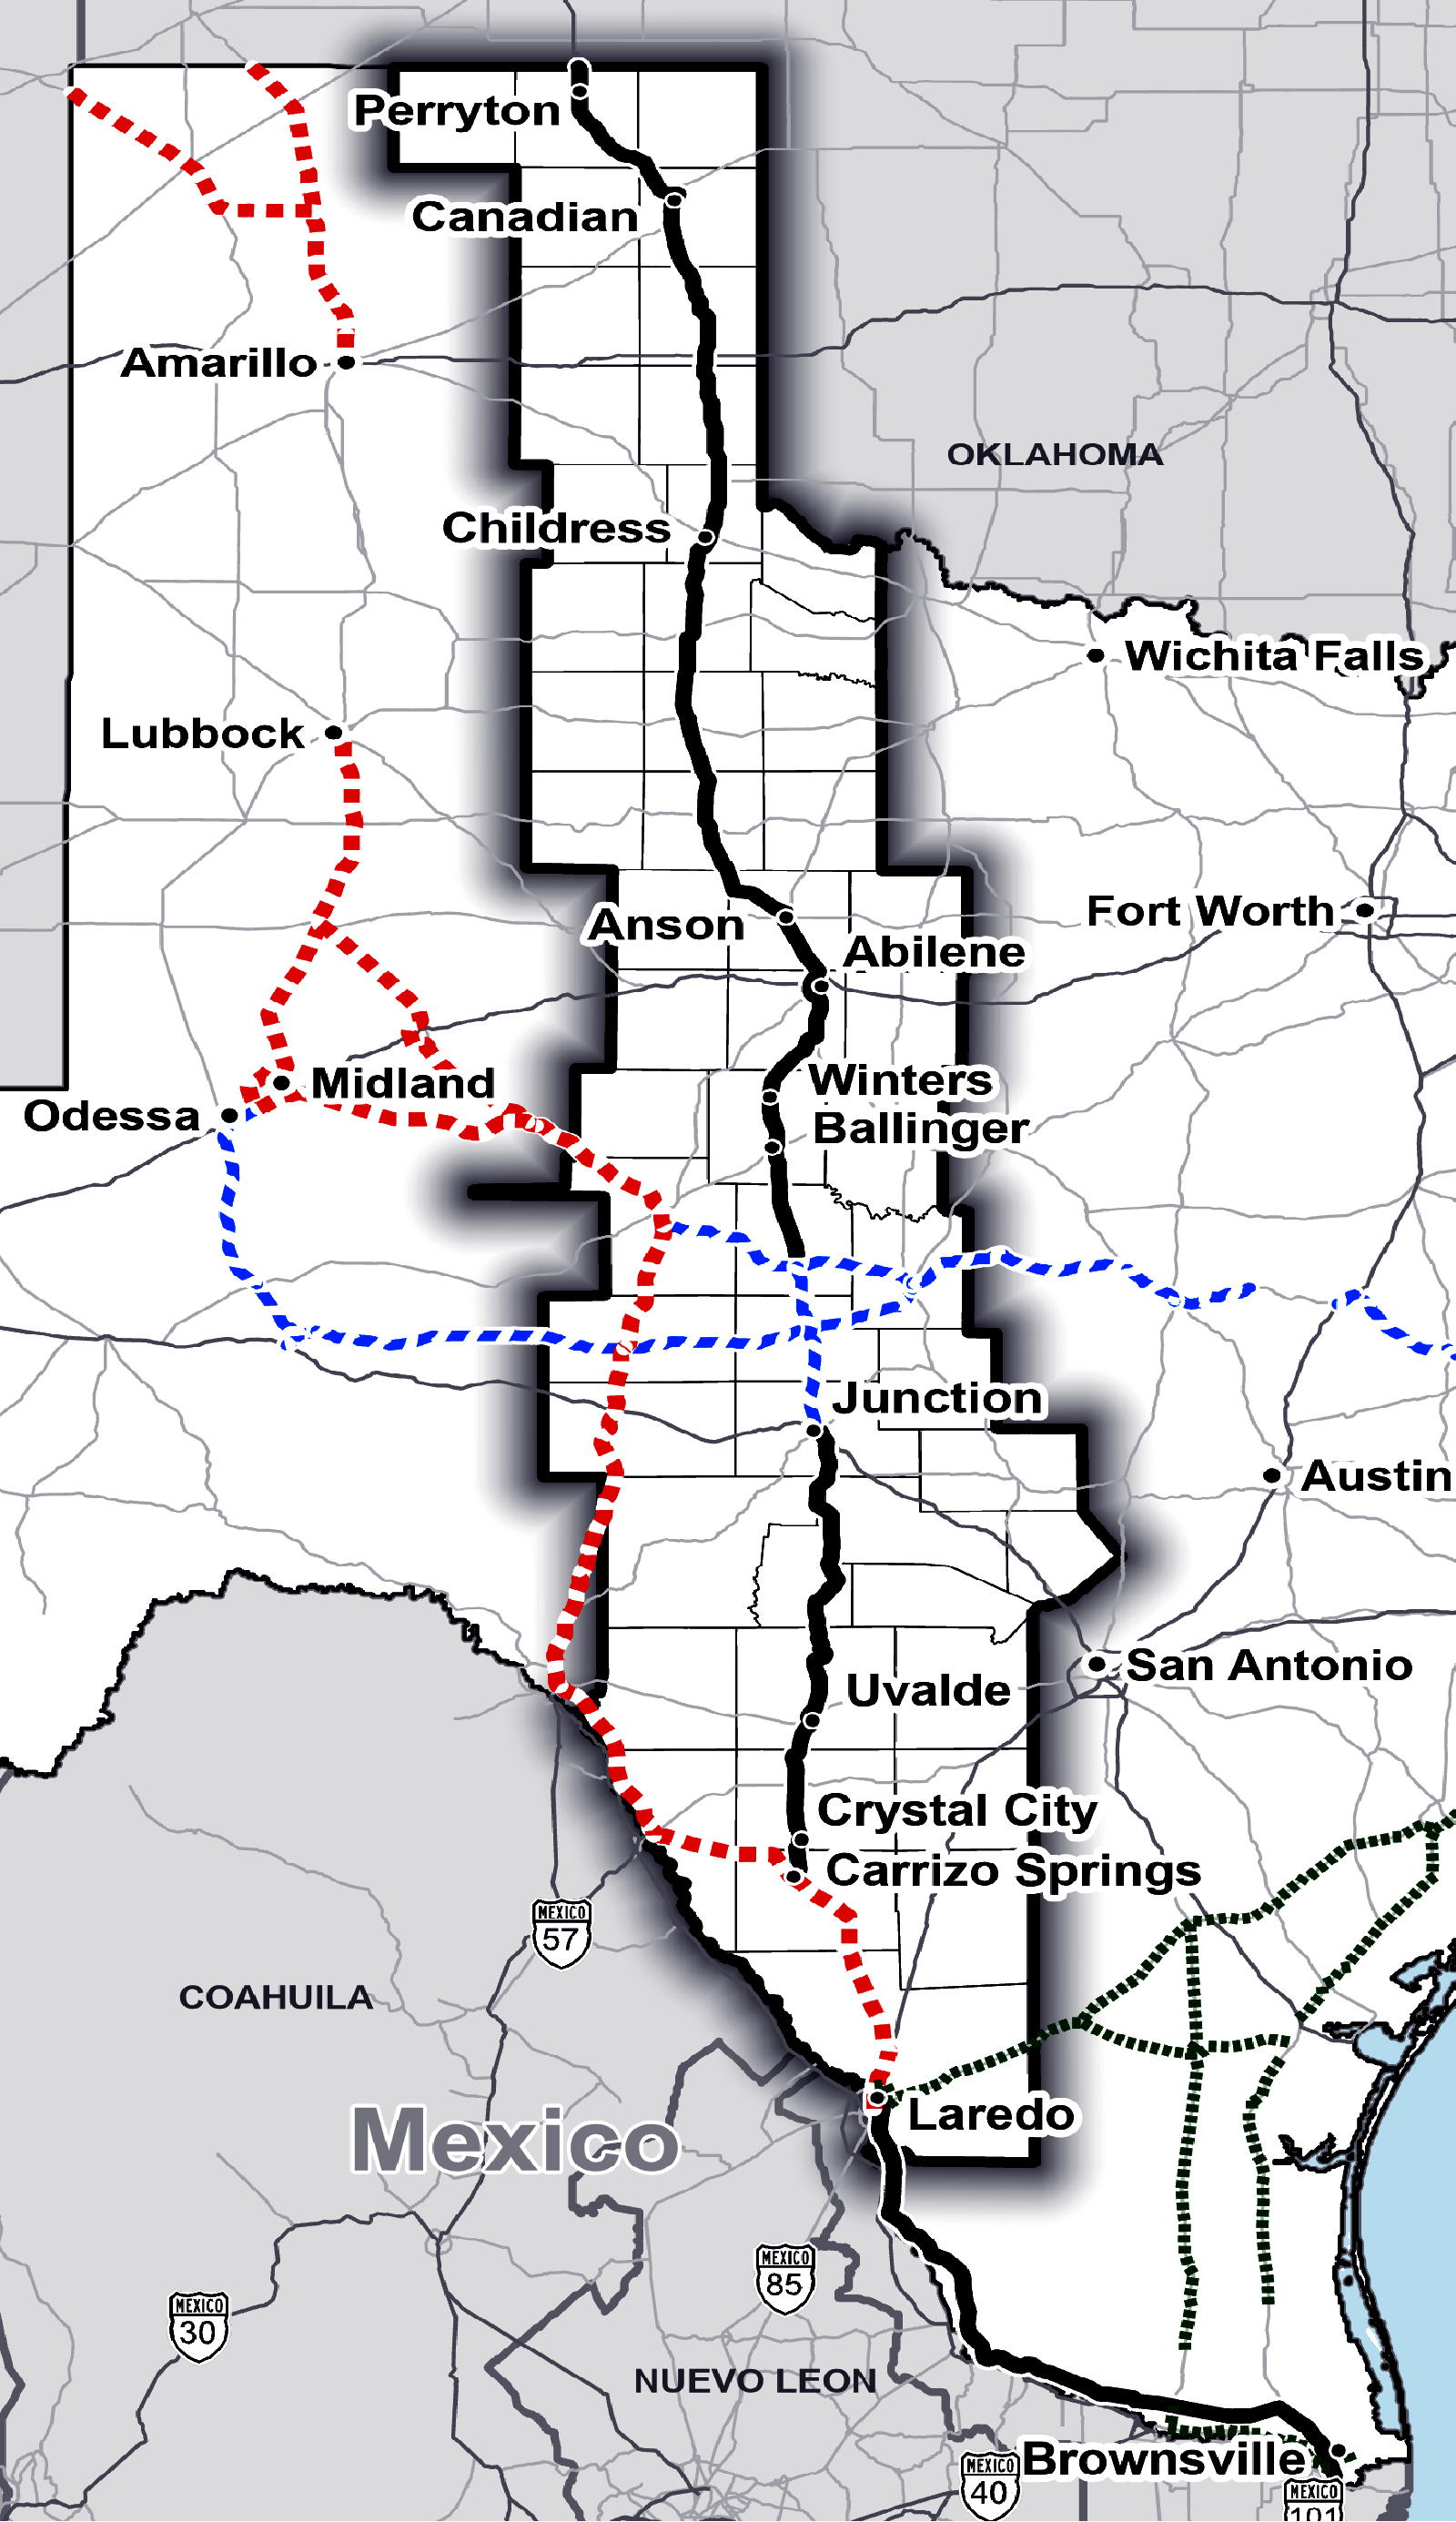 Perryton
Canadian
Amarillo
OKLAHOMA
Childress
Wichita Falls
Lubbock
Fort Worth
Anson
Abilene
Midland
Winters
Odessa
Ballinger
Junction
Austin
San Antonio
Uvalde
Crystal City
Carrizo Springs
MEXICO
57
COAHUILA
Laredo
Mexico
MEXICO
85
MEXICO
30
NUEVO LEON
Brownsville
MEXICO
40
MEXICO
101